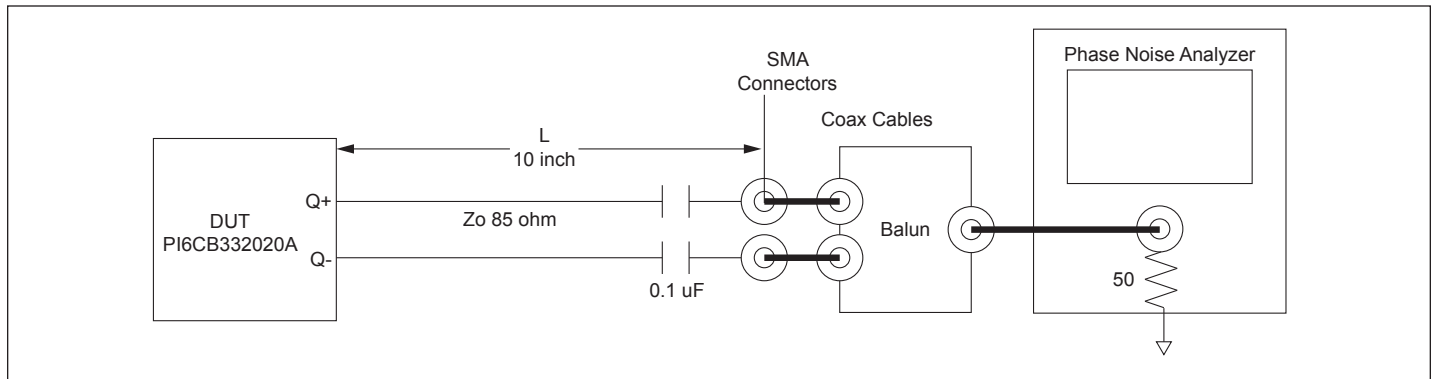 Phase Noise Analyzer
SMA
Connectors
Coax Cables
L
10 inch
Q+
DUT
PI6CB332020A
Zo 85 ohm
Balun
Q-
0.1 uF
50